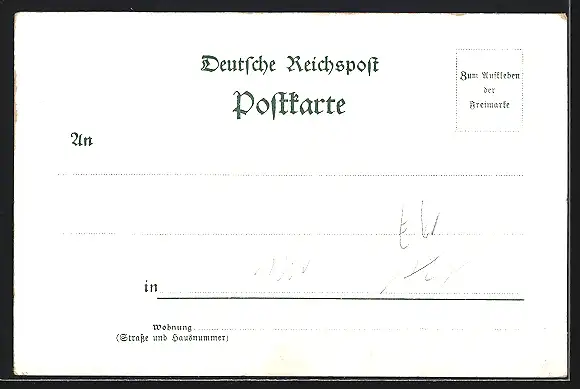 Deutsche Reichspost
Postkarte
Zum Aufkleben
der
Freimarke
An
in
Wohnung
(Straße und Hausnummer)